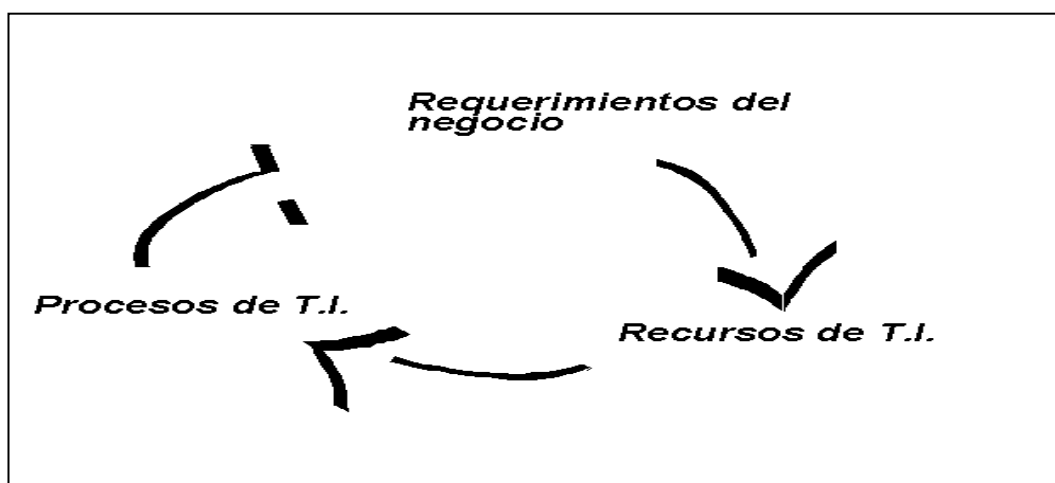 Requerimientos del
negocio
Procesos de T.I.
Recursos de T.I.